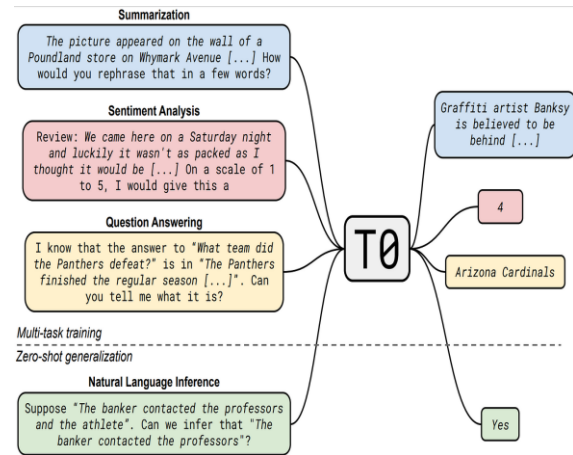 Summarization
The picture appeared on the wall of a
Poundland store on Whymark Avenue [...] How
would you rephrase that in a few words?
Sentiment Analysis
Review: We came here on a Saturday night
and luckily it wasn't as packed as I
thought it would be [...] On a scale of 1
to 5, I would give this a
Question Answering
I know that the answer to "What team did
the Panthers defeat?" is in "The Panthers
finished the regular season [...]". Can
you tell me what it is?
Multi-task training
Zero-shot generalization
Natural Language Inference
Suppose "The banker contacted the professors
and the athlete". Can we infer that "The
banker contacted the professors"?
T0
Graffiti artist Banksy
is believed to be
behind [...]
4
Arizona Cardinals
Yes